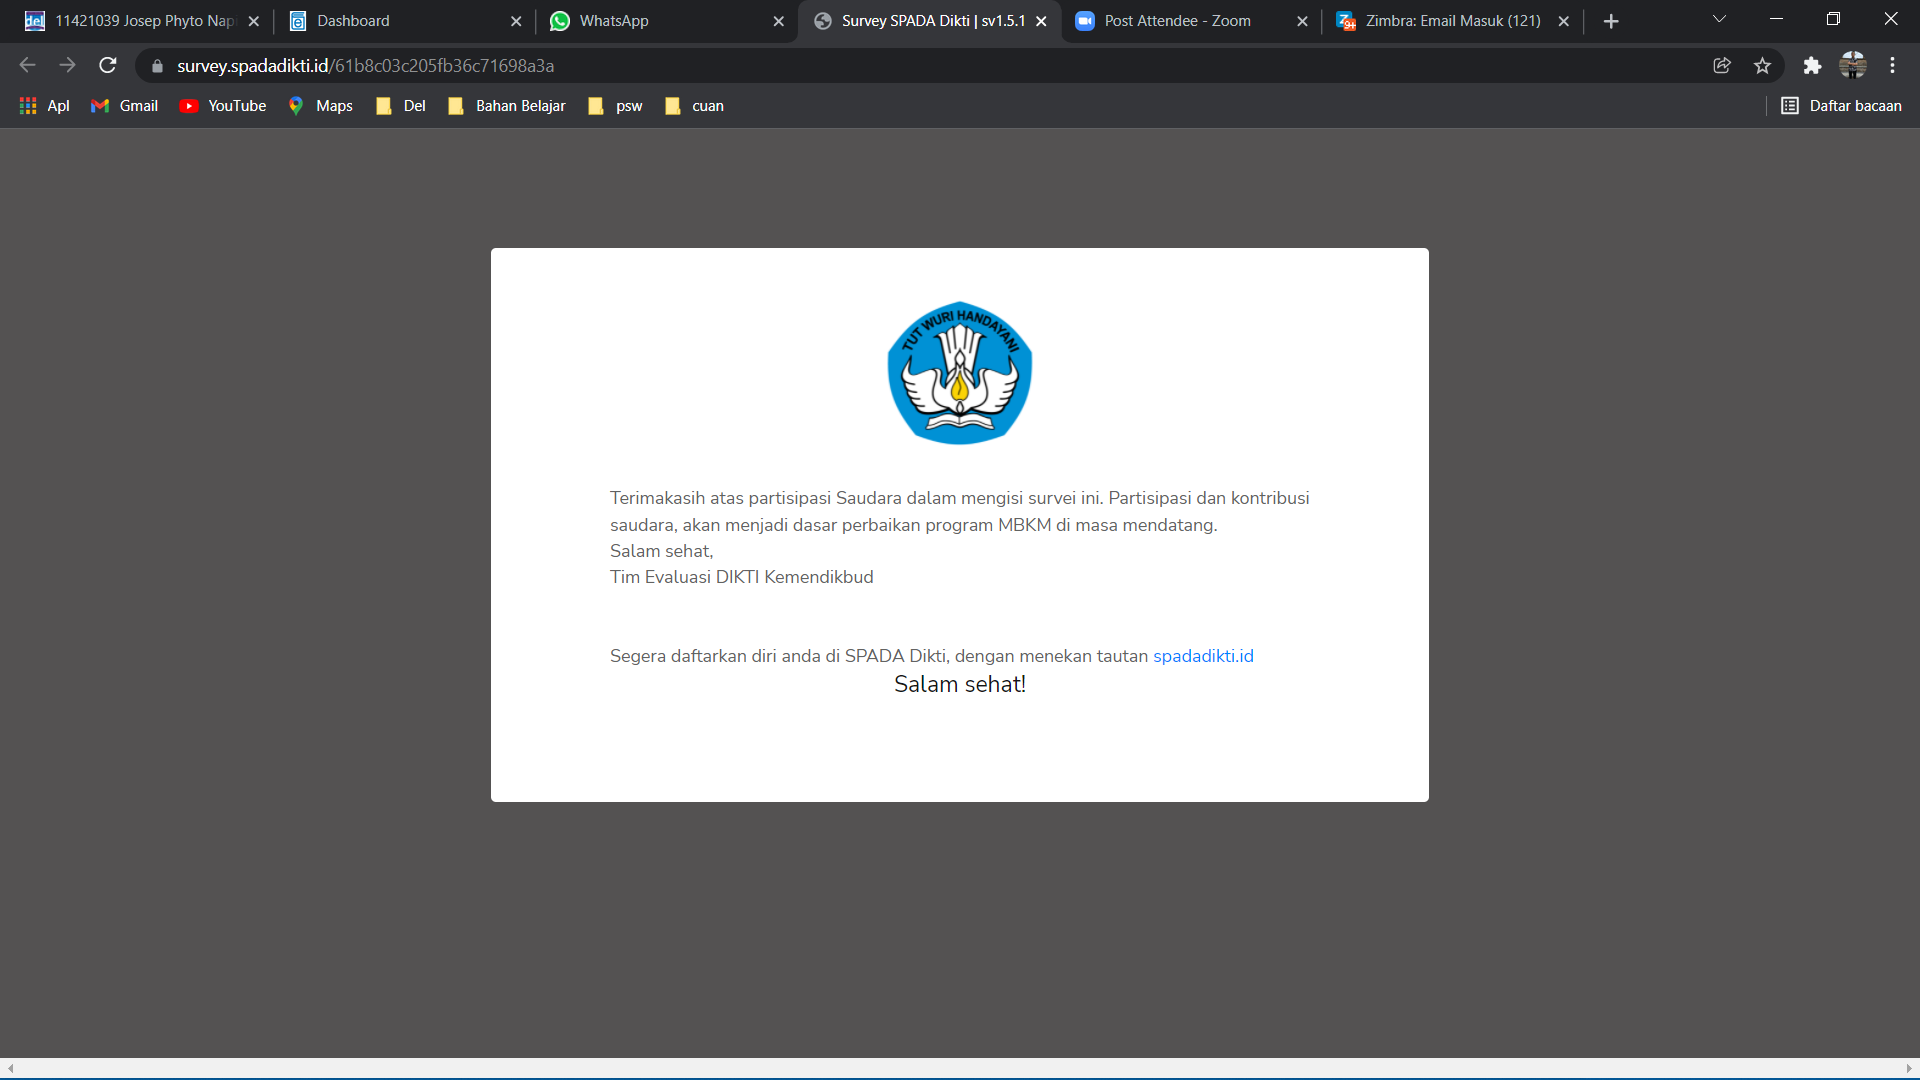 11421039 Josep Phyto Nap
Dashboard
WhatsApp
Survey SPADA Dikti | sv1.5.1
Post Attendee - Zoom
Zimbra: Email Masuk (121)
survey.spadadikti.id/61b8c03c205fb36c71698a3a
Apl
Gmail
YouTube
Maps
Del
Bahan Belajar
psw
cuan
Daftar bacaan
TUT WURI HANDAYANI
Terimakasih atas partisipasi Saudara dalam mengisi survei ini. Partisipasi dan kontribusi
saudara, akan menjadi dasar perbaikan program MBKM di masa mendatang.
Salam sehat,
Tim Evaluasi DIKTI Kemendikbud
Segera daftarkan diri anda di SPADA Dikti, dengan menekan tautan spadadikti.id
Salam sehat!